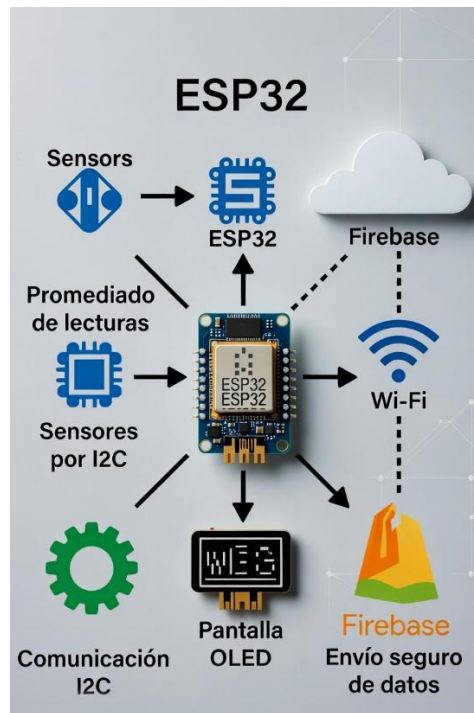 ESP32
Sensors
ESP32
Firebase
Promediado
de lecturas
ESP32
ESP32
Wi-Fi
Sensores
por I2C
Comunicación
I2C
Pantalla
OLED
Firebase
Envío seguro
de datos